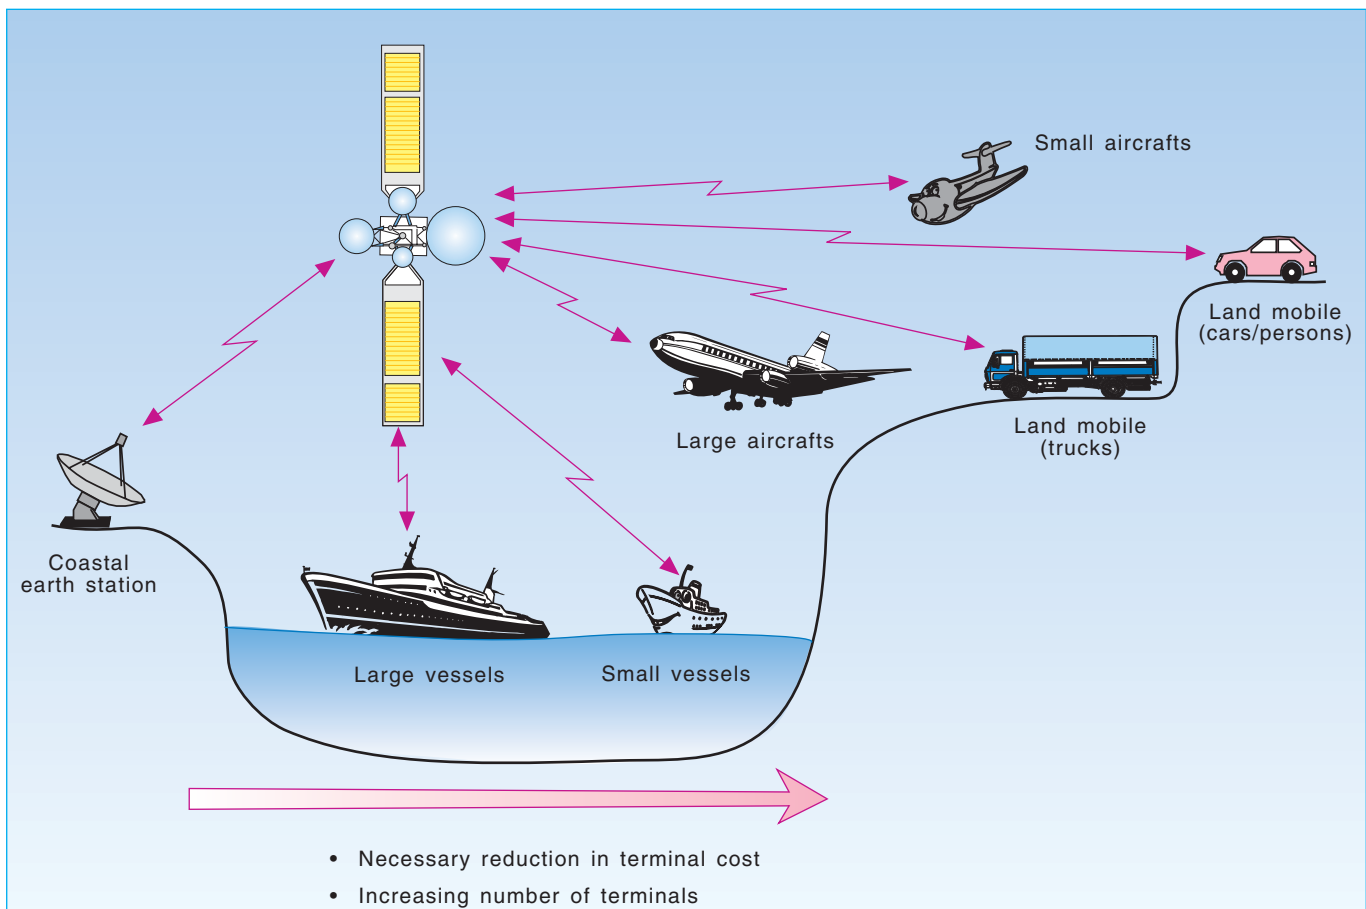 Small aircrafts
Land mobile
(cars/persons)
Large aircrafts
Land mobile
(trucks)
Coastal
earth station
Large vessels
Small vessels
• Necessary reduction in terminal cost
• Increasing number of terminals